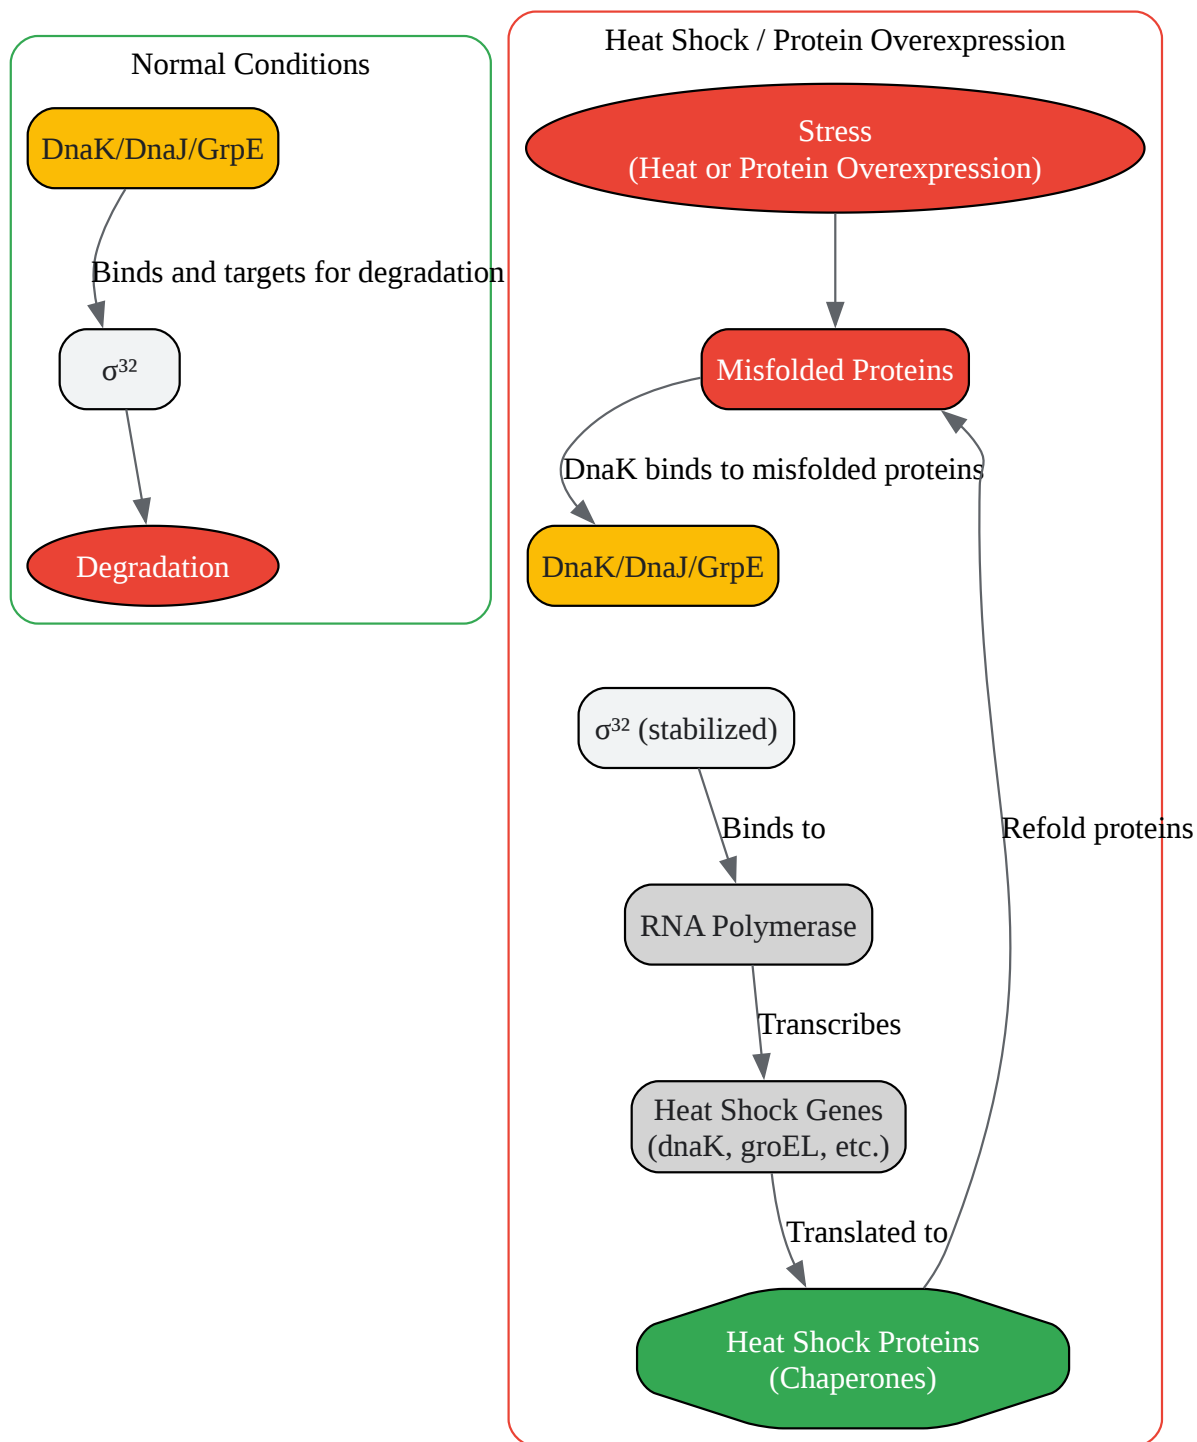 Normal Conditions
DnaK/DnaJ/GrpE
Binds and targets for degradation
σ³²
Degradation
Heat Shock / Protein Overexpression
Stress
(Heat or Protein Overexpression)
Misfolded Proteins
DnaK binds to misfolded proteins
DnaK/DnaJ/GrpE
σ³² (stabilized)
Binds to
Refold proteins
RNA Polymerase
Transcribes
Heat Shock Genes
(dnaK, groEL, etc.)
Translated to
Heat Shock Proteins
(Chaperones)